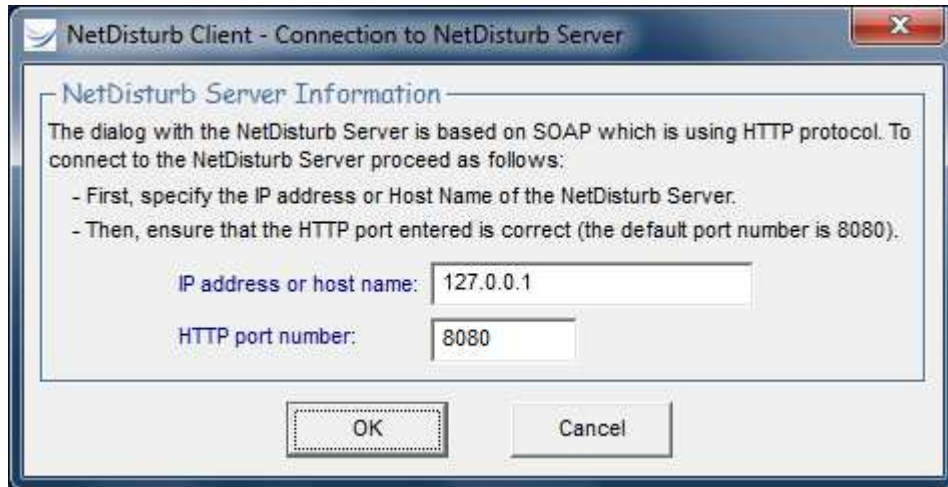 NetDisturb Client - Connection to NetDisturb Server
NetDisturb Server Information
The dialog with the NetDisturb Server is based on SOAP which is using HTTP protocol. To
connect to the NetDisturb Server proceed as follows:
- First, specify the IP address or Host Name of the NetDisturb Server.
- Then, ensure that the HTTP port entered is correct (the default port number is 8080).
IP address or host name: 127.0.0.1
HTTP port number: 8080
OK Cancel